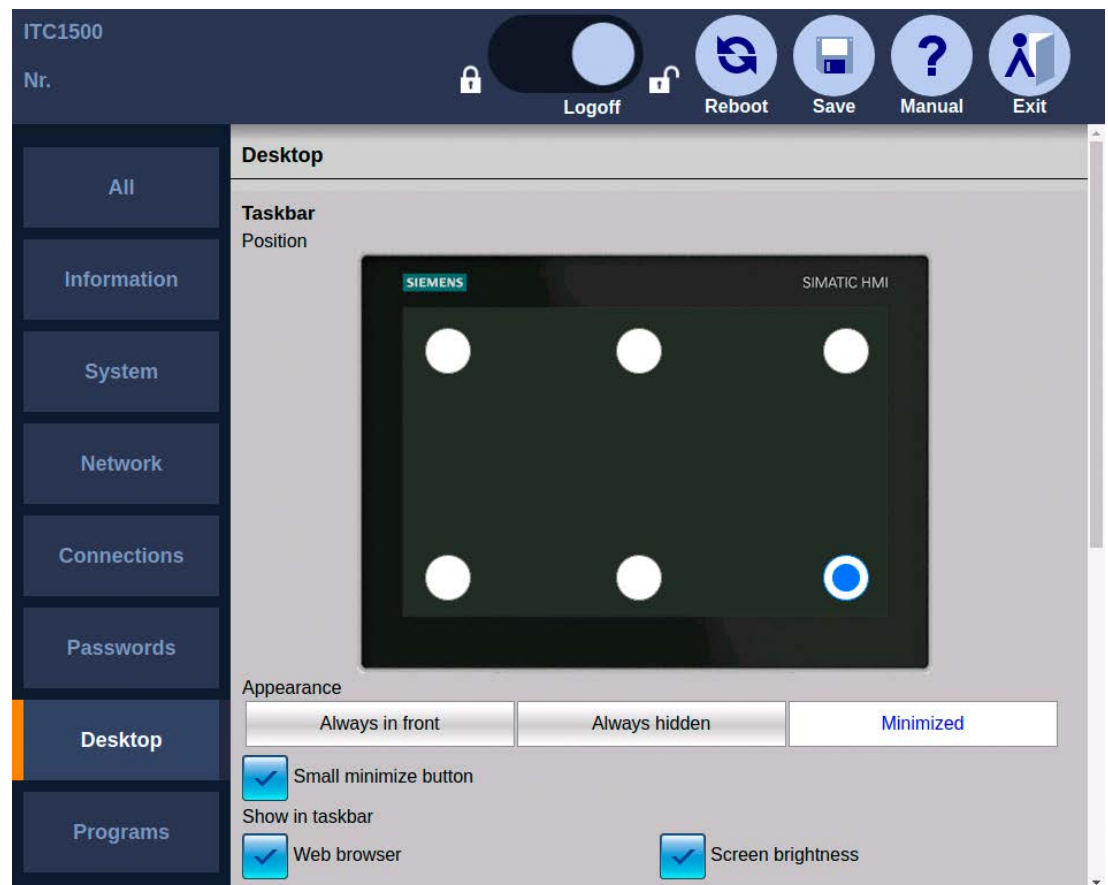 ITC1500
Nr.
Logoff
Reboot
Save
Manual
Exit
All
Information
System
Network
Connections
Passwords
Desktop
Programs
Desktop
Taskbar
Position
SIEMENS
SIMATIC HMI
Appearance
Always in front
Always hidden
Minimized
Small minimize button
Show in taskbar
Web browser
Screen brightness